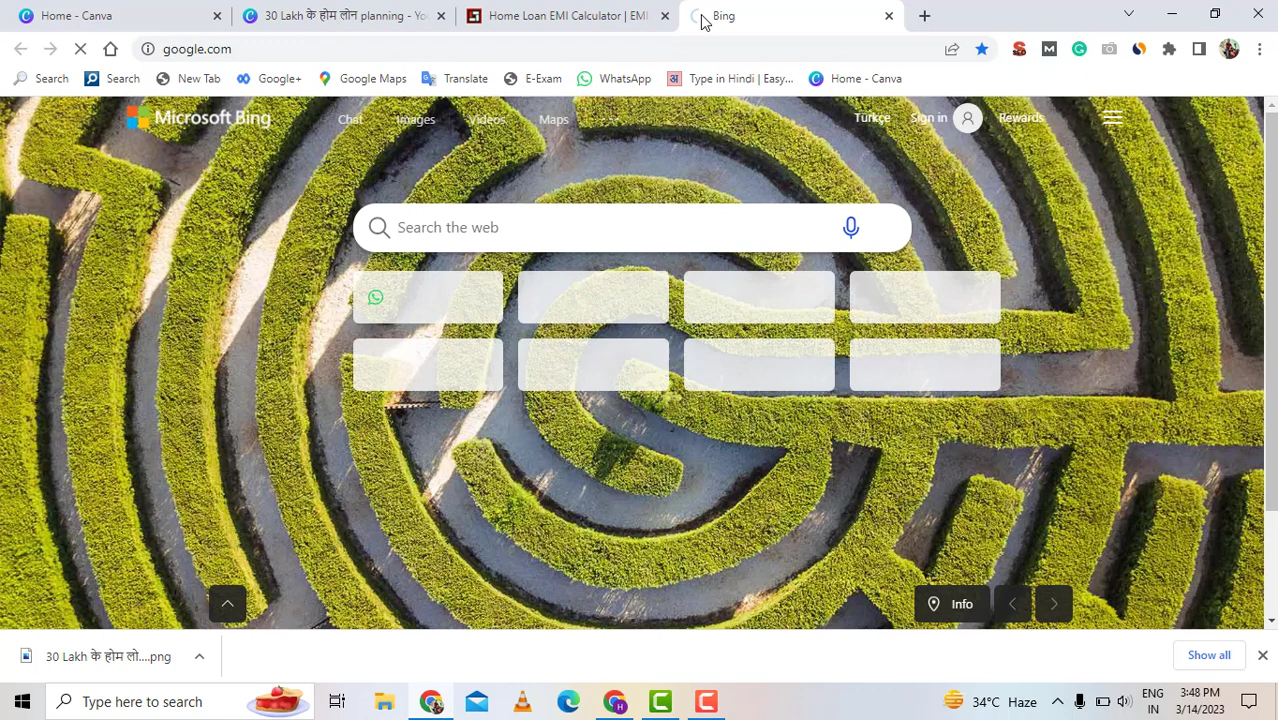 Home - Canva
30 Lakh के होम लोन planning - Yo
Home Loan EMI Calculator | EMI
Bing
google.com
Search
Search
New Tab
Google+
Google Maps
Translate
E-Exam
WhatsApp
Type in Hindi | Easy...
Home - Canva
Microsoft Bing
Chat
Images
Videos
Maps
Türkçe
Sign in
Rewards
Search the web
Info
30 Lakh के होम लो....png
Show all
Type here to search
34°C Haze
ENG
IN
3:48 PM
3/14/2023